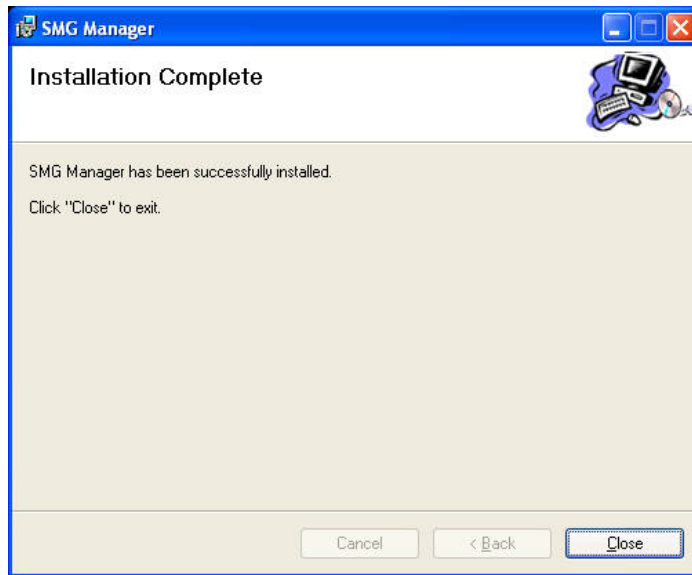 SMG Manager
Installation Complete
SMG Manager has been successfully installed.
Click "Close" to exit.
Cancel
< Back
Close